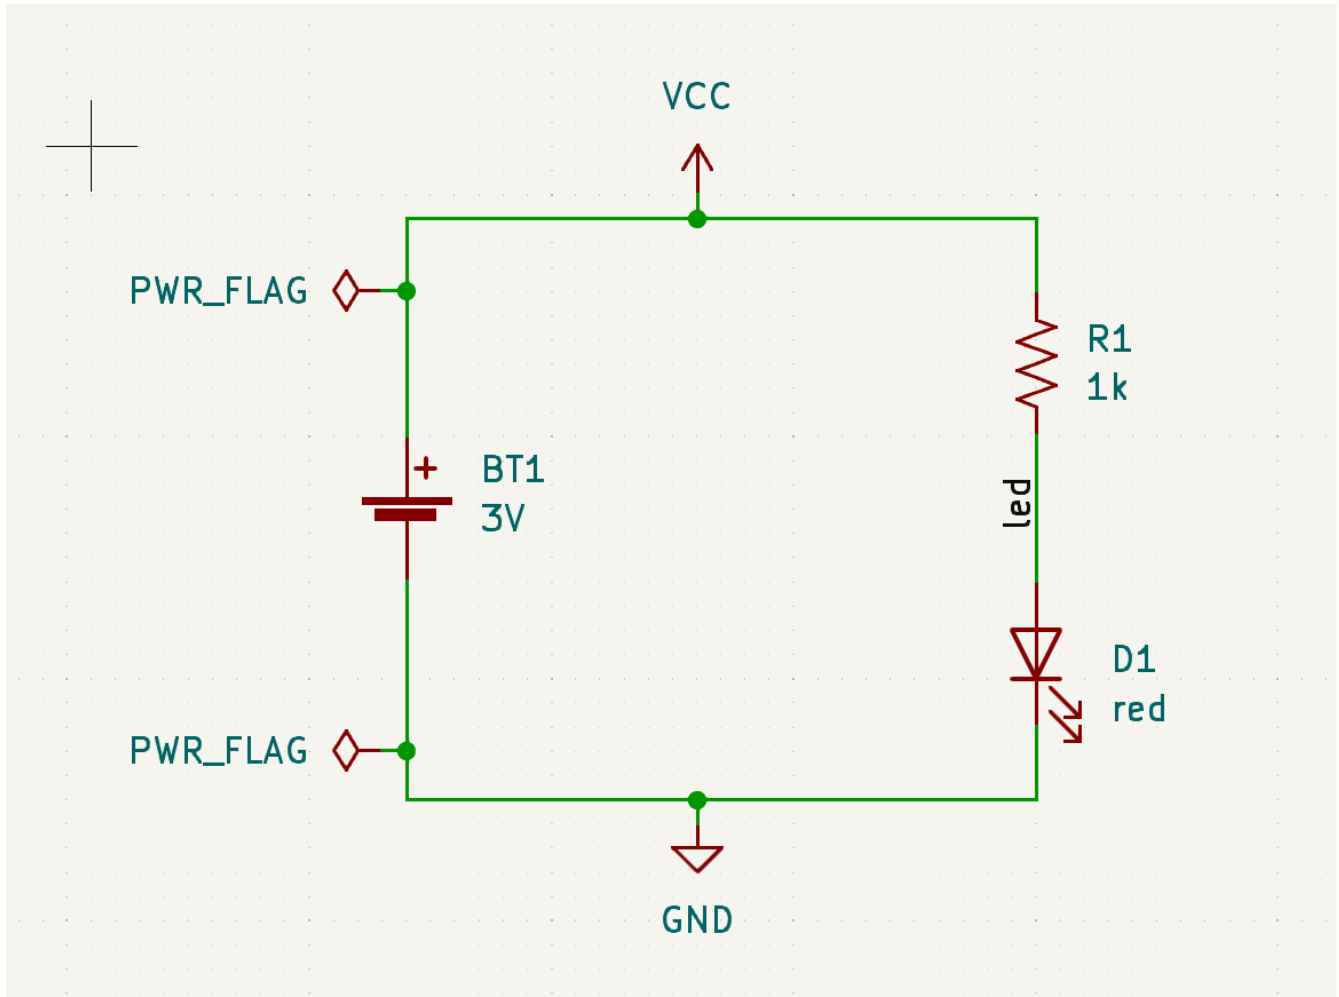 VCC
PWR_FLAG
R1
1k
+
BT1
3V
led
D1
red
PWR_FLAG
GND